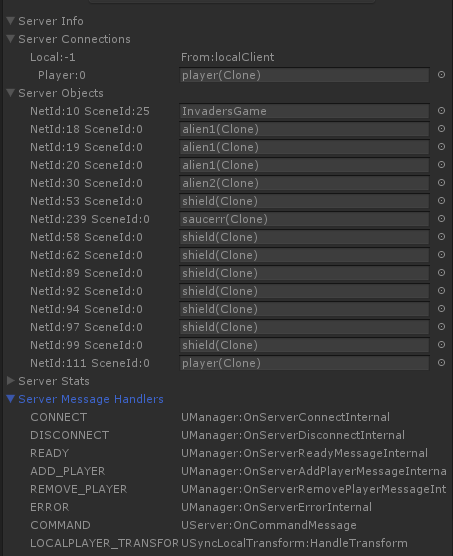 Server Info
Server Connections
Local:-1 From:localClient
Player:0 player(Clone)
Server Objects
NetId:10 SceneId:25 InvadersGame
NetId:18 SceneId:0 alien1(Clone)
NetId:19 SceneId:0 alien1(Clone)
NetId:20 SceneId:0 alien1(Clone)
NetId:30 SceneId:0 alien2(Clone)
NetId:53 SceneId:0 shield(Clone)
NetId:239 SceneId:0 saucerr(Clone)
NetId:58 SceneId:0 shield(Clone)
NetId:62 SceneId:0 shield(Clone)
NetId:89 SceneId:0 shield(Clone)
NetId:92 SceneId:0 shield(Clone)
NetId:94 SceneId:0 shield(Clone)
NetId:97 SceneId:0 shield(Clone)
NetId:99 SceneId:0 shield(Clone)
NetId:111 SceneId:0 player(Clone)
Server Stats
Server Message Handlers
CONNECT UManager:OnServerConnectInternal
DISCONNECT UManager:OnServerDisconnectInternal
READY UManager:OnServerReadyMessageInternal
ADD_PLAYER UManager:OnServerAddPlayerMessageInterna
REMOVE_PLAYER UManager:OnServerRemovePlayerMessageInt
ERROR UManager:OnServerErrorInternal
COMMAND UServer:OnCommandMessage
LOCALPLAYER_TRANSFOR USyncLocalTransform:HandleTransform